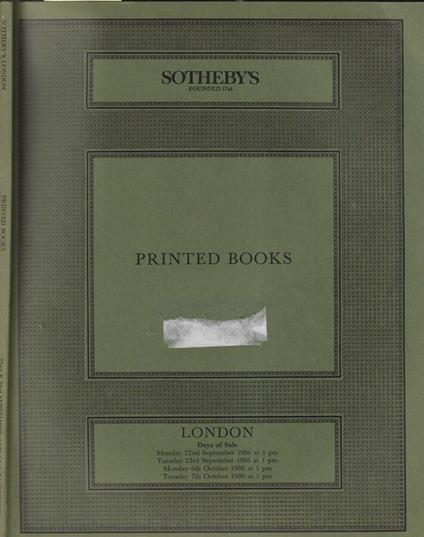 SOTHEBY'S
FOUNDED 1744
PRINTED BOOKS
LONDON
Days of Sale
Monday 22nd September 1986 at 1 pm
Tuesday 23rd September 1986 at 1 pm
Monday 6th October 1986 at 1 pm
Tuesday 7th October 1986 at 1 pm
SOTHEBY'S LONDON
PRINTED BOOKS